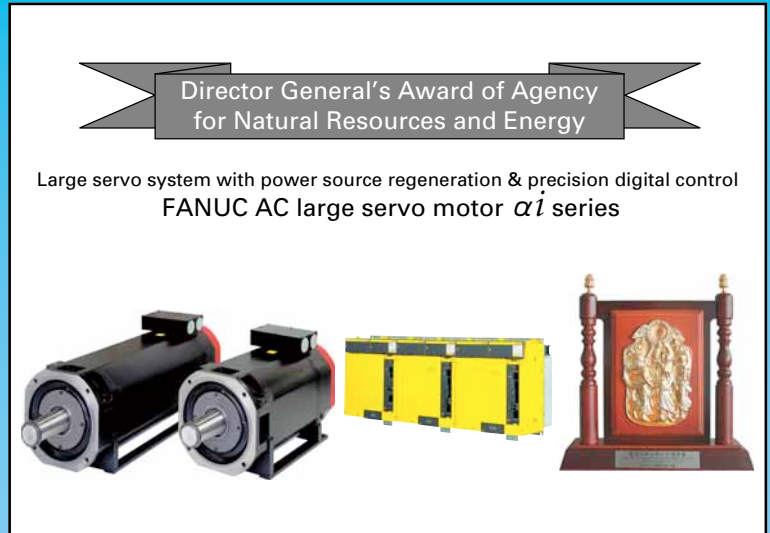 Director General's Award of Agency
for Natural Resources and Energy
Large servo system with power source regeneration & precision digital control
FANUC AC large servo motor αi series